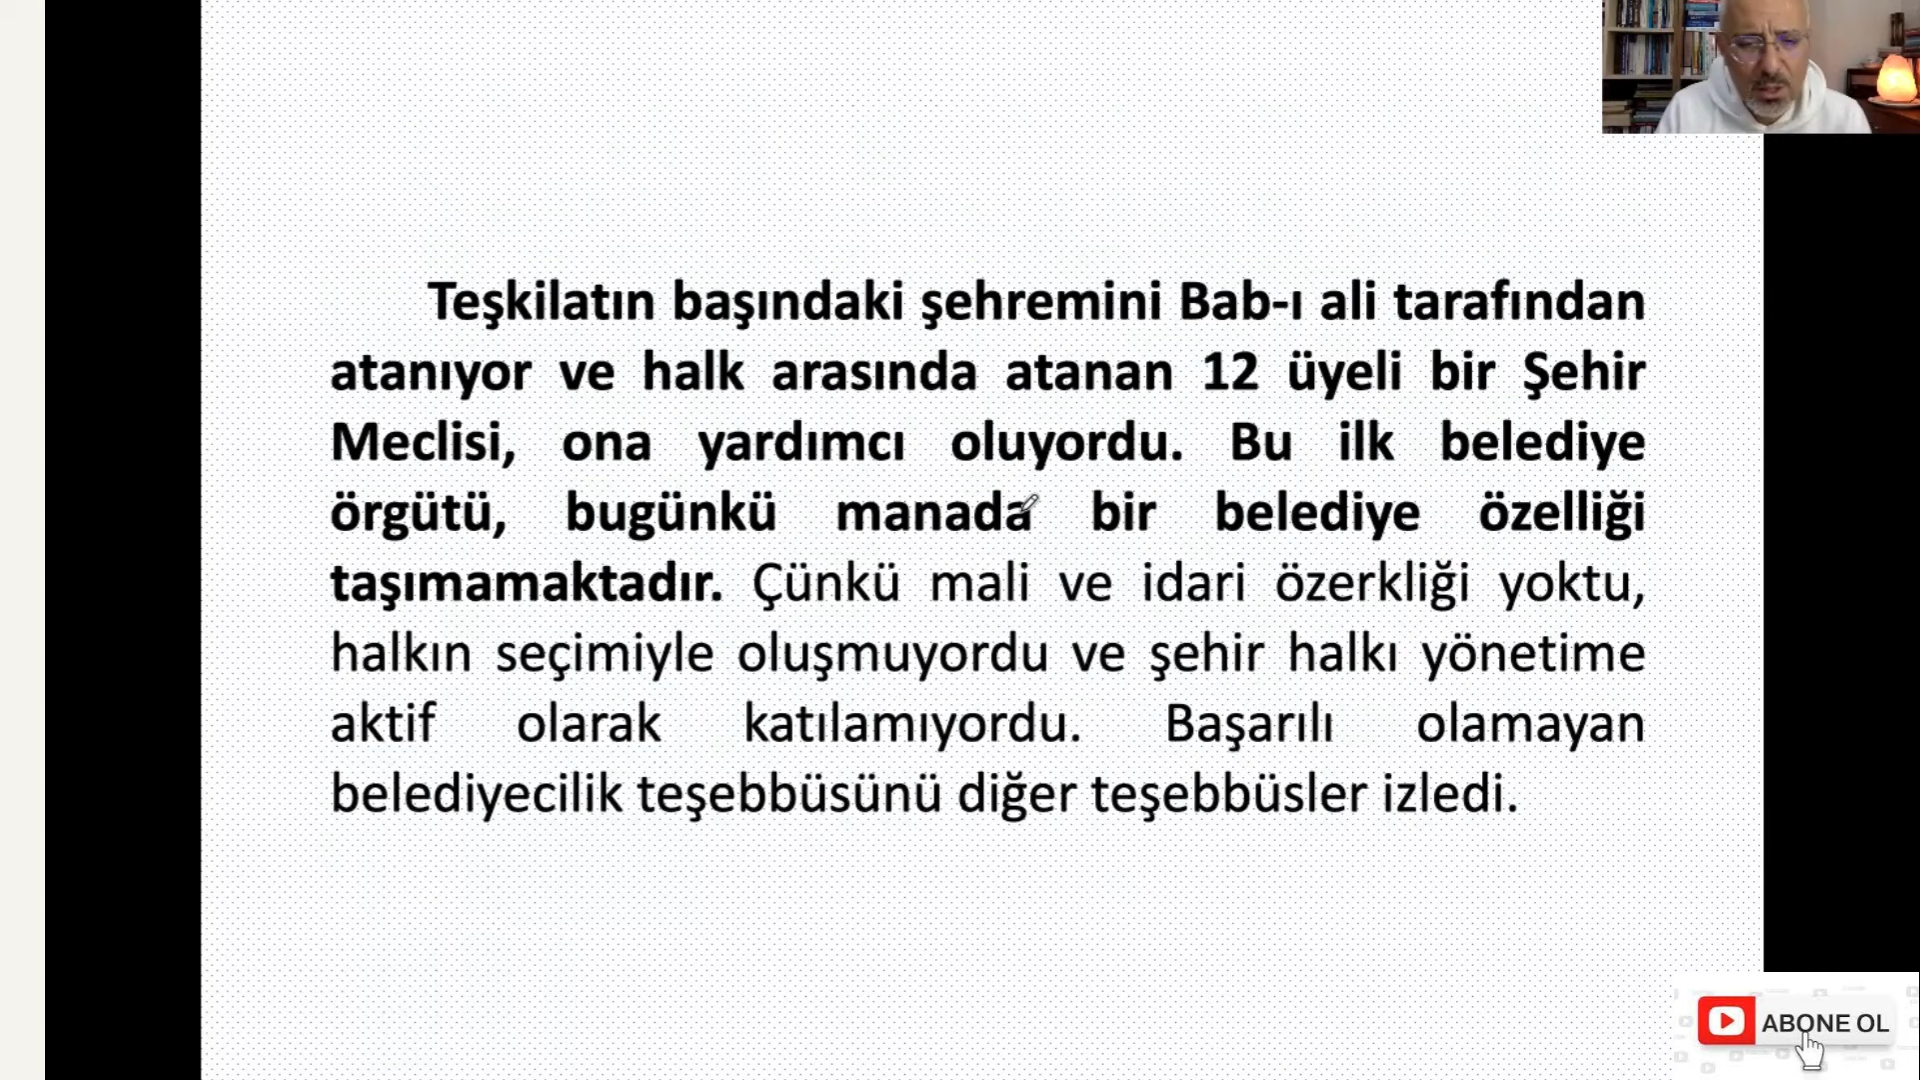 Teşkilatın başındaki şehremini Bab-ı ali tarafından
atanıyor ve halk arasında atanan 12 üyeli bir Şehir
Meclisi, ona yardımcı oluyordu. Bu ilk belediye
örgütü, bugünkü manada bir belediye özelliği
taşımamaktadır. Çünkü mali ve idari özerkliği yoktu,
halkın seçimiyle oluşmuyordu ve şehir halkı yönetime
aktif olarak katılamıyordu. Başarılı olamayan
belediyecilik teşebbüsünü diğer teşebbüsler izledi.
ABONE OL